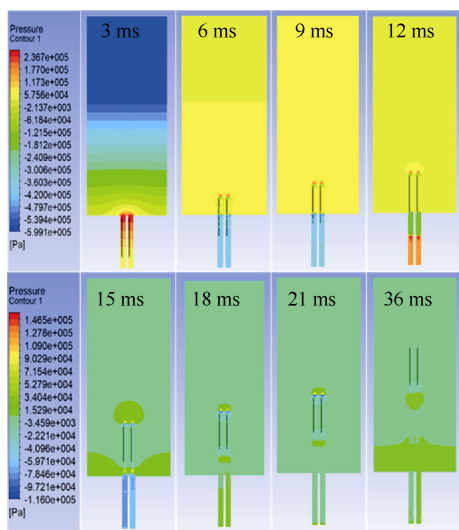 Pressure
Contour 1
2.367e+005
1.770e+005
1.173e+005
5.756e+004
-2.137e+003
-6.184e+004
-1.215e+005
-1.812e+005
-2.409e+005
-3.006e+005
-3.603e+005
-4.200e+005
-4.797e+005
-5.394e+005
-5.991e+005
[Pa]
3 ms
6 ms
9 ms
12 ms
Pressure
Contour 1
1.465e+005
1.278e+005
1.090e+005
9.029e+004
7.154e+004
5.279e+004
3.404e+004
1.529e+004
-3.459e+003
-2.221e+004
-4.096e+004
-5.971e+004
-7.846e+004
-9.721e+004
-1.160e+005
[Pa]
15 ms
18 ms
21 ms
36 ms